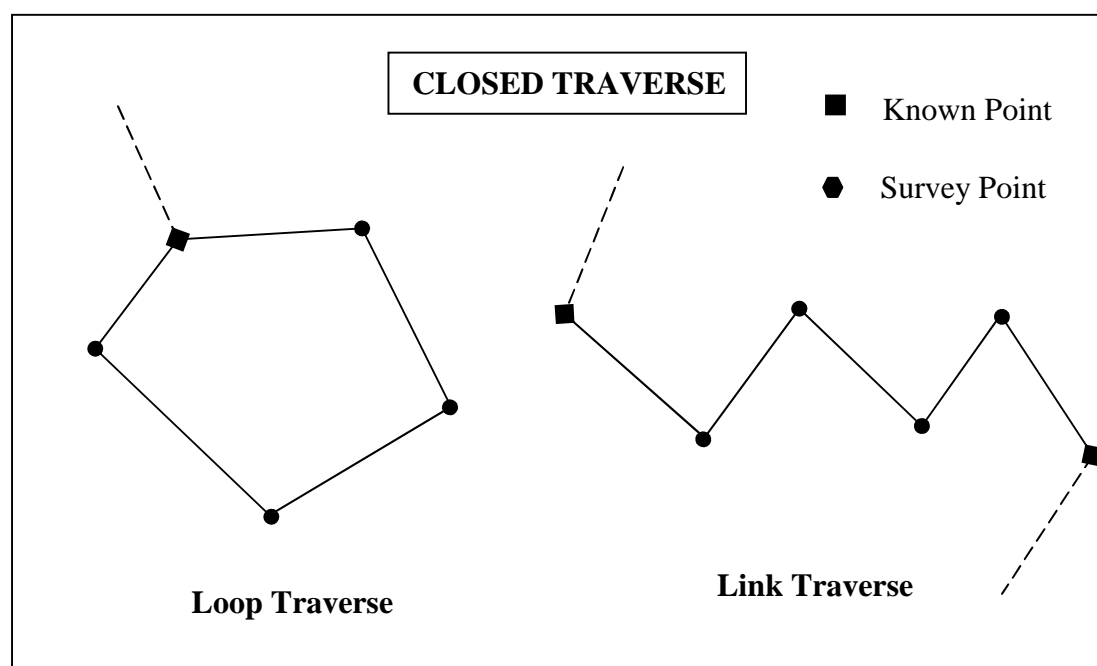 CLOSED TRAVERSE
Known Point
Survey Point
Loop Traverse
Link Traverse